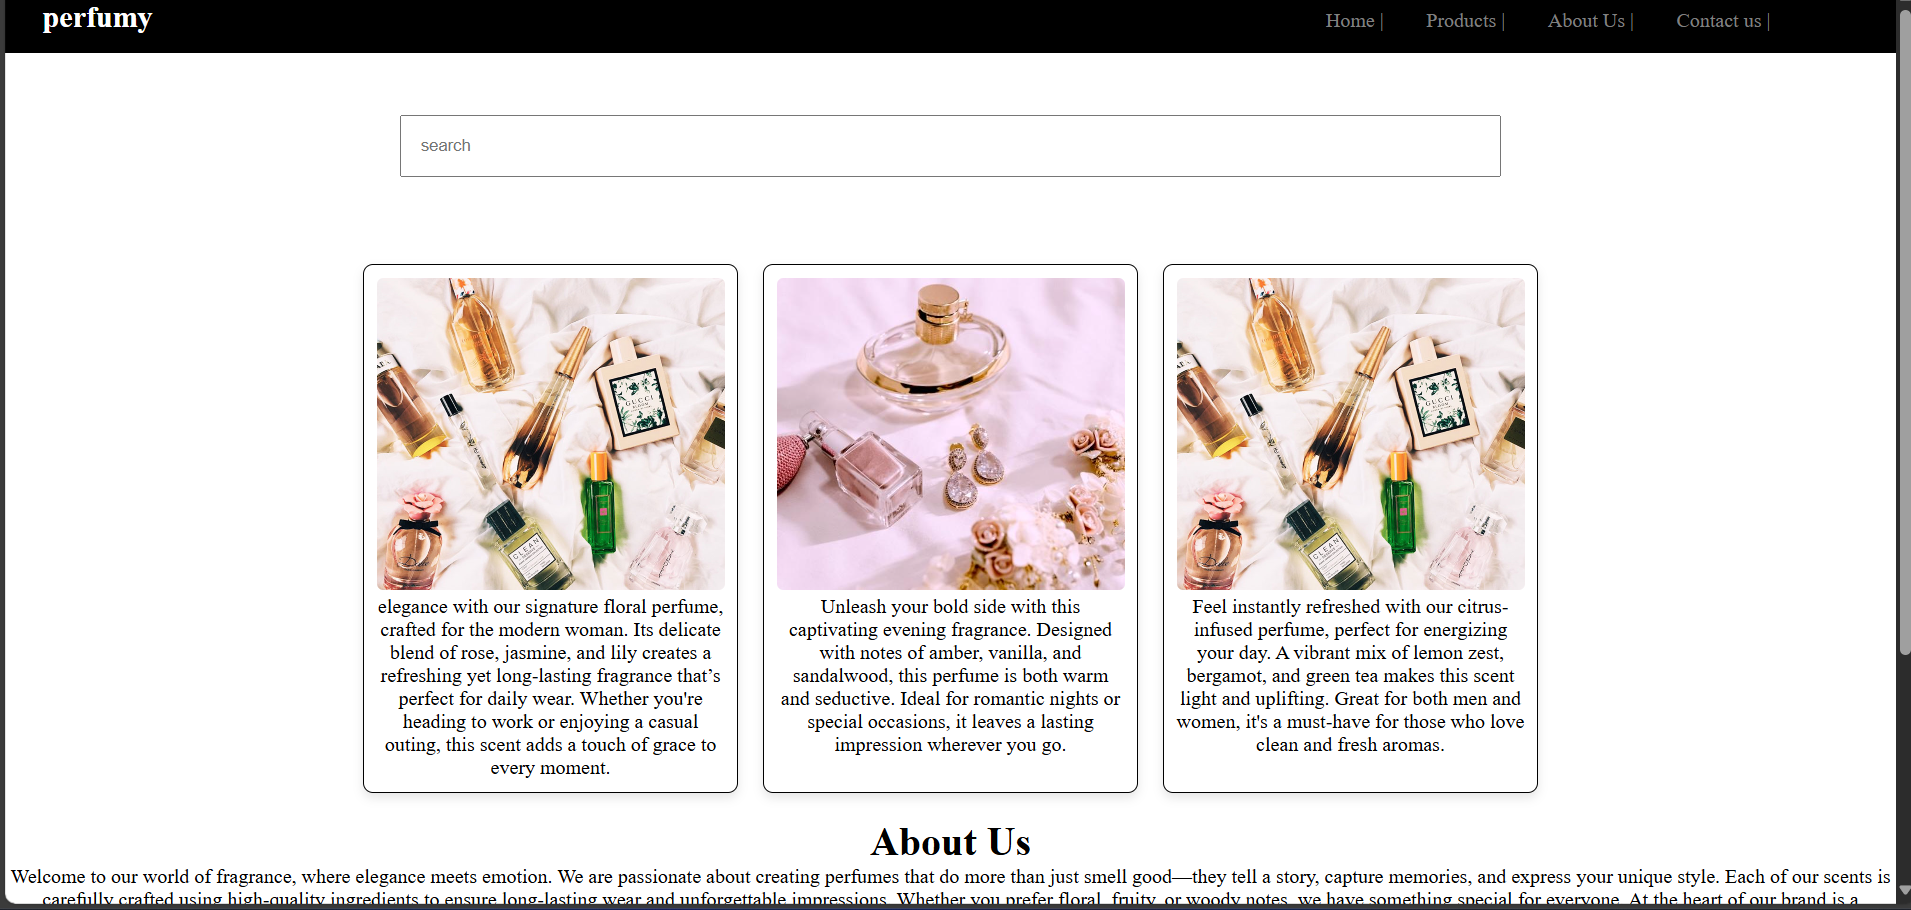 perfumy
Home |
Products |
About Us |
Contact us |
search
GUCCI
BLOOM
CLEAN
elegance with our signature floral perfume,
crafted for the modern woman. Its delicate
blend of rose, jasmine, and lily creates a
refreshing yet long-lasting fragrance that’s
perfect for daily wear. Whether you're
heading to work or enjoying a casual
outing, this scent adds a touch of grace to
every moment.
Unleash your bold side with this
captivating evening fragrance. Designed
with notes of amber, vanilla, and
sandalwood, this perfume is both warm
and seductive. Ideal for romantic nights or
special occasions, it leaves a lasting
impression wherever you go.
GUCCI
BLOOM
CLEAN
Feel instantly refreshed with our citrus-
infused perfume, perfect for energizing
your day. A vibrant mix of lemon zest,
bergamot, and green tea makes this scent
light and uplifting. Great for both men and
women, it's a must-have for those who love
clean and fresh aromas.
About Us
Welcome to our world of fragrance, where elegance meets emotion. We are passionate about creating perfumes that do more than just smell good—they tell a story, capture memories, and express your unique style. Each of our scents is
carefully crafted using high-quality ingredients to ensure long-lasting wear and unforgettable impressions. Whether you prefer floral, fruity, or woody notes, we have something special for everyone. At the heart of our brand is a